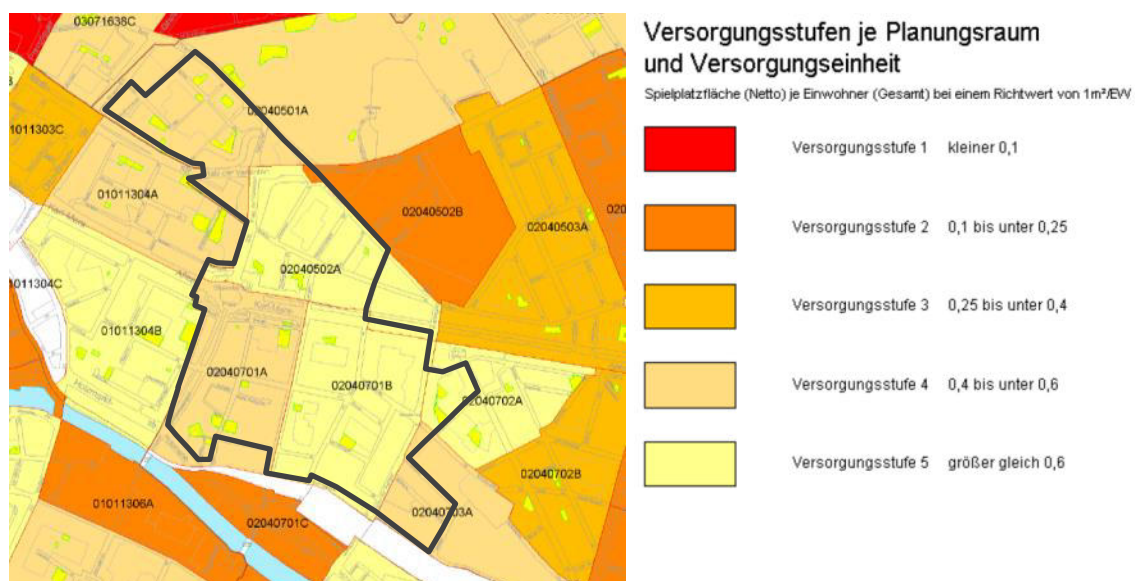 03071638C
02040501A
1011303C
01011304A
02040502B
02040503A
020
02040502A
1011304C
01011304B
02040701A
02040701B
02040702A
02040702B
01011306A
02040701C
02040703A
Versorgungsstufen je Planungsraum
und Versorgungseinheit
Spielplatzfläche (Netto) je Einwohner (Gesamt) bei einem Richtwert von 1m²/EW
Versorgungsstufe 1 kleiner 0,1
Versorgungsstufe 2 0,1 bis unter 0,25
Versorgungsstufe 3 0,25 bis unter 0,4
Versorgungsstufe 4 0,4 bis unter 0,6
Versorgungsstufe 5 größer gleich 0,6